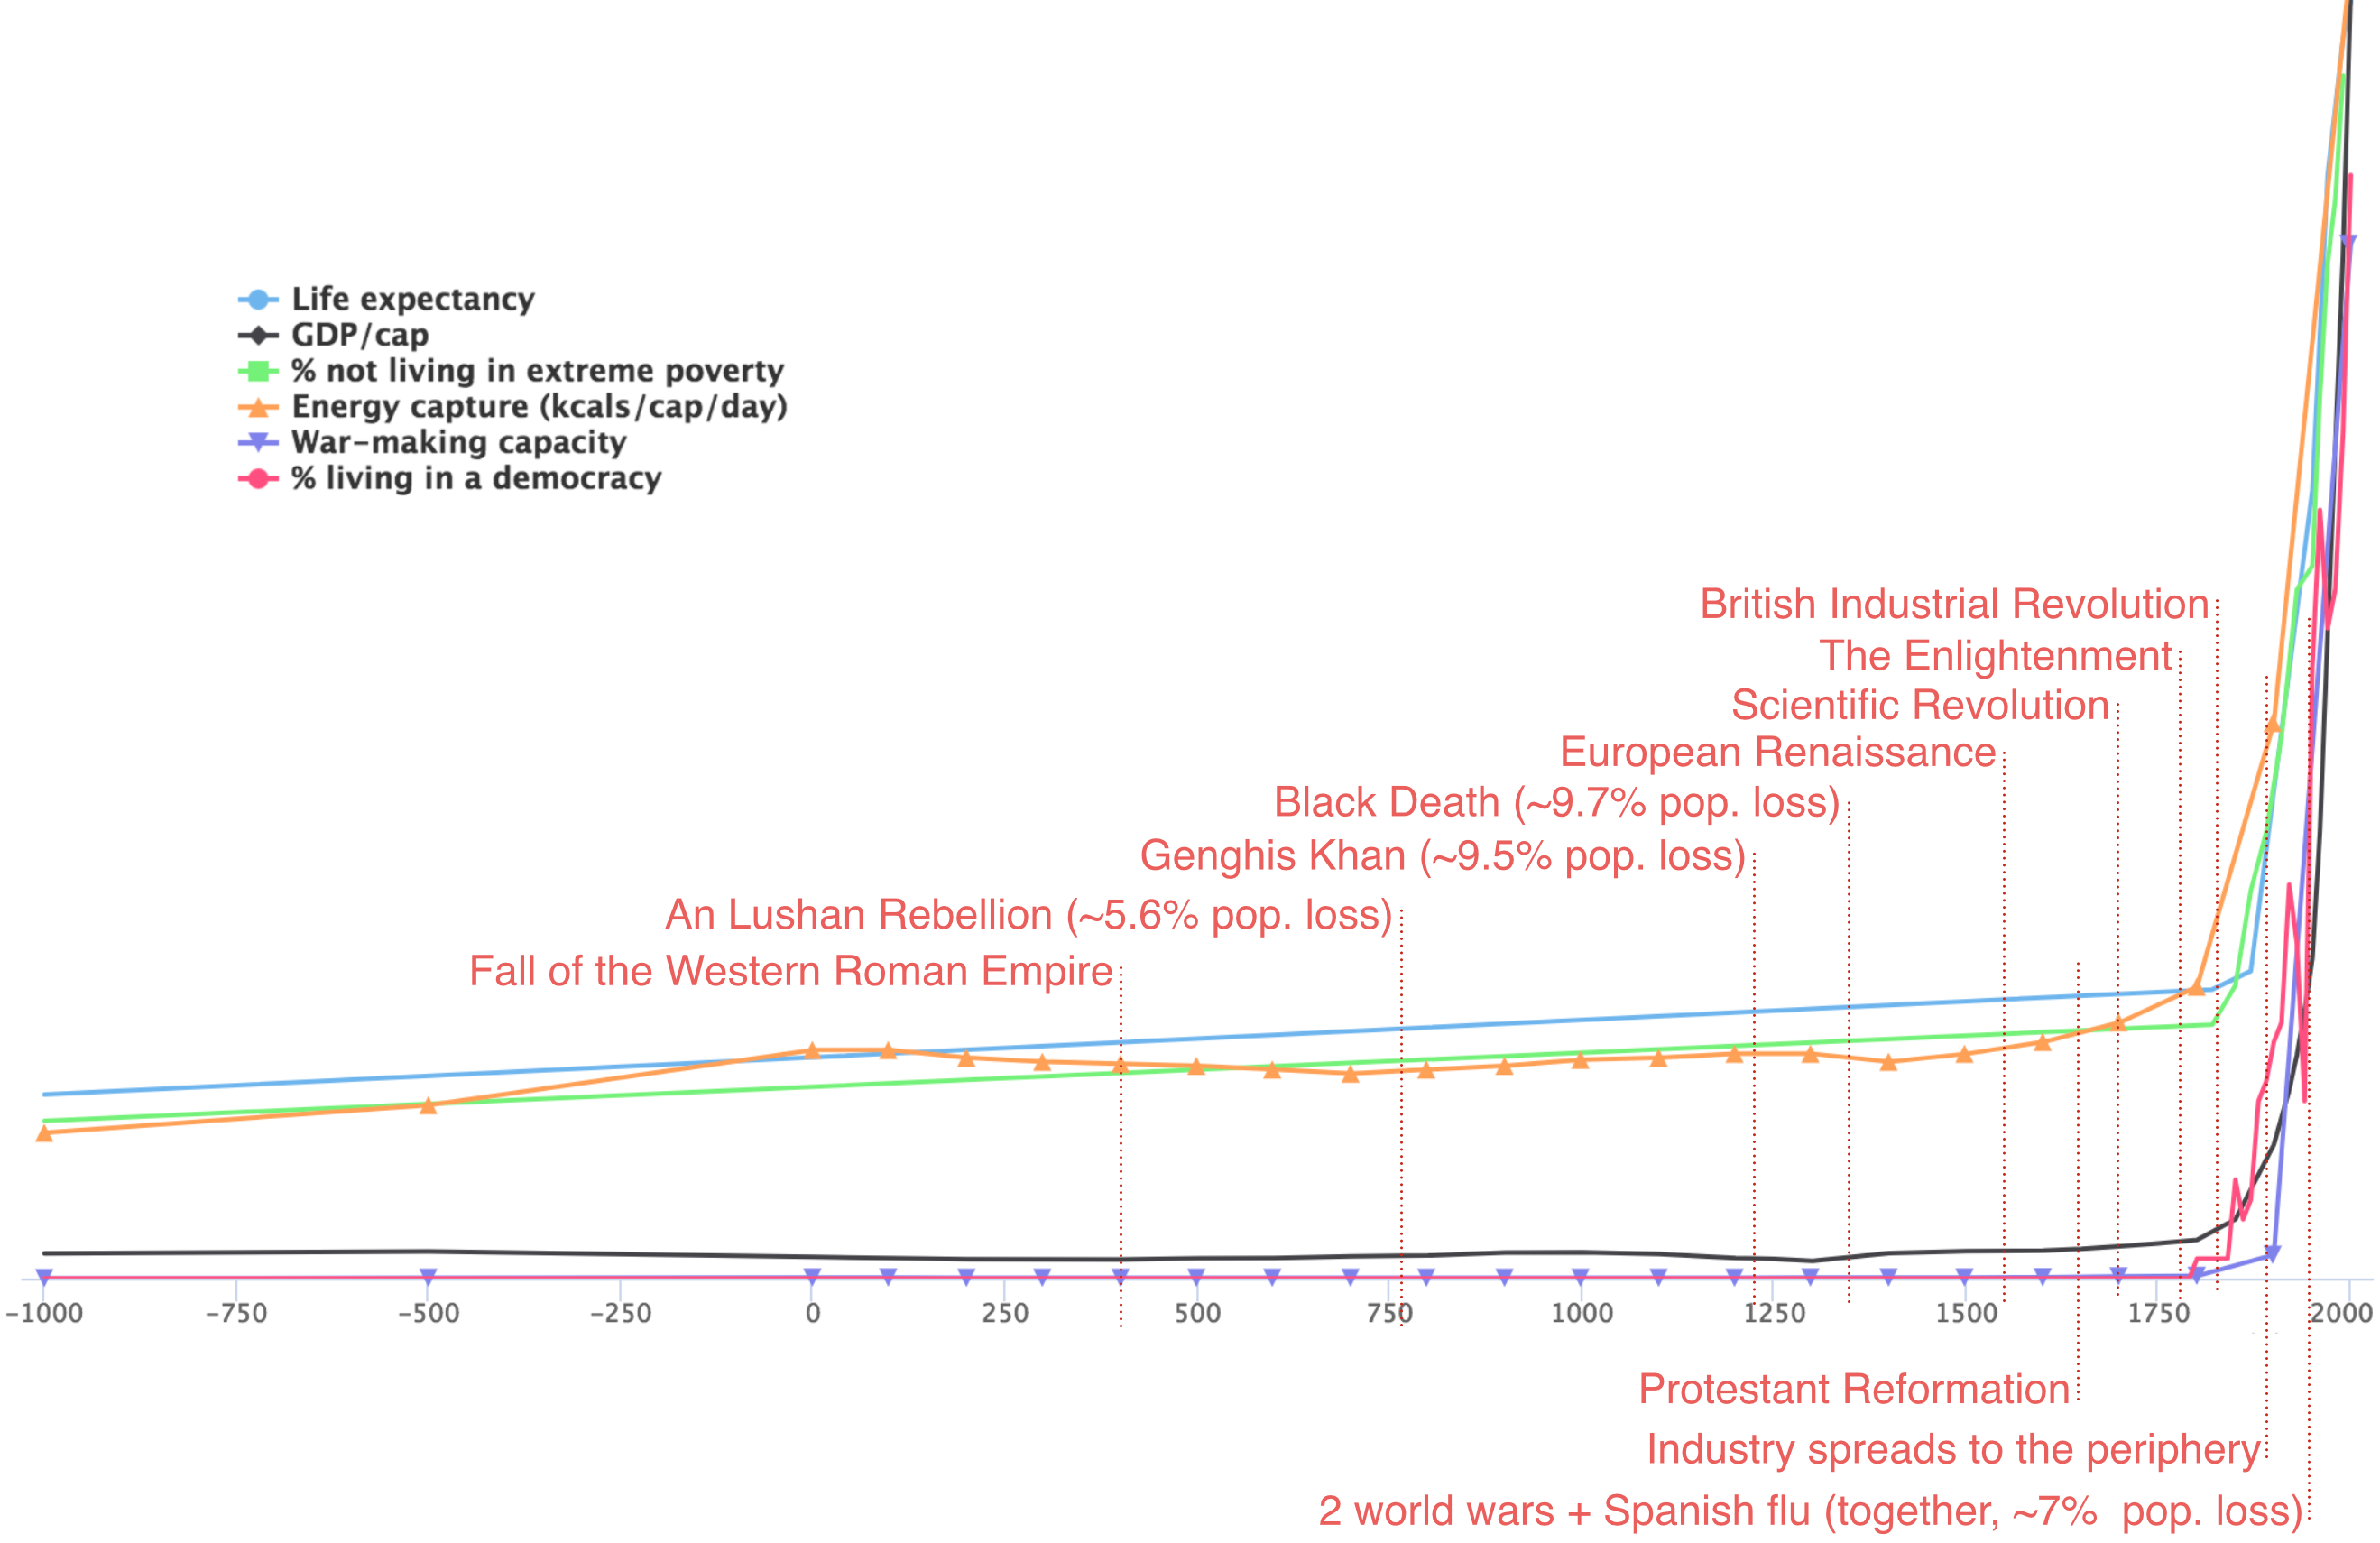 Life expectancy
GDP/cap
% not living in extreme poverty
Energy capture (kcals/cap/day)
War-making capacity
% living in a democracy
British Industrial Revolution
The Enlightenment
Scientific Revolution
European Renaissance
Black Death (~9.7% pop. loss)
Genghis Khan (~9.5% pop. loss)
An Lushan Rebellion (~5.6% pop. loss)
Fall of the Western Roman Empire
-1000 -750 -500 -250 0 250 500 750 1000 1250 1500 1750 2000
Protestant Reformation
Industry spreads to the periphery
2 world wars + Spanish flu (together, ~7% pop. loss)